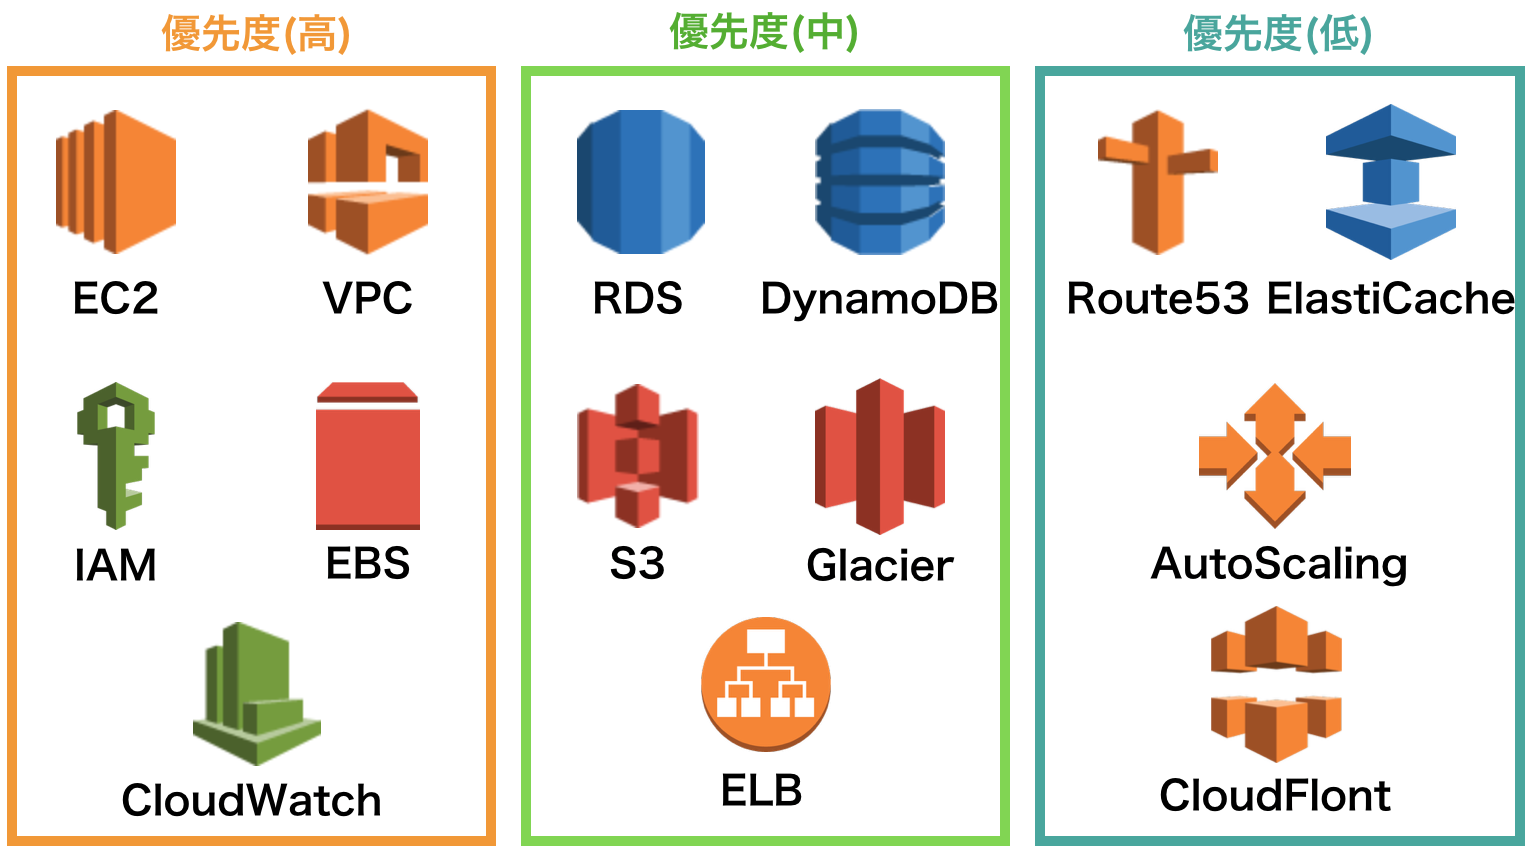 優先度(高)
EC2
VPC
IAM
EBS
CloudWatch
優先度(中)
RDS
DynamoDB
S3
Glacier
ELB
優先度(低)
Route53
ElastiCache
AutoScaling
CloudFlont